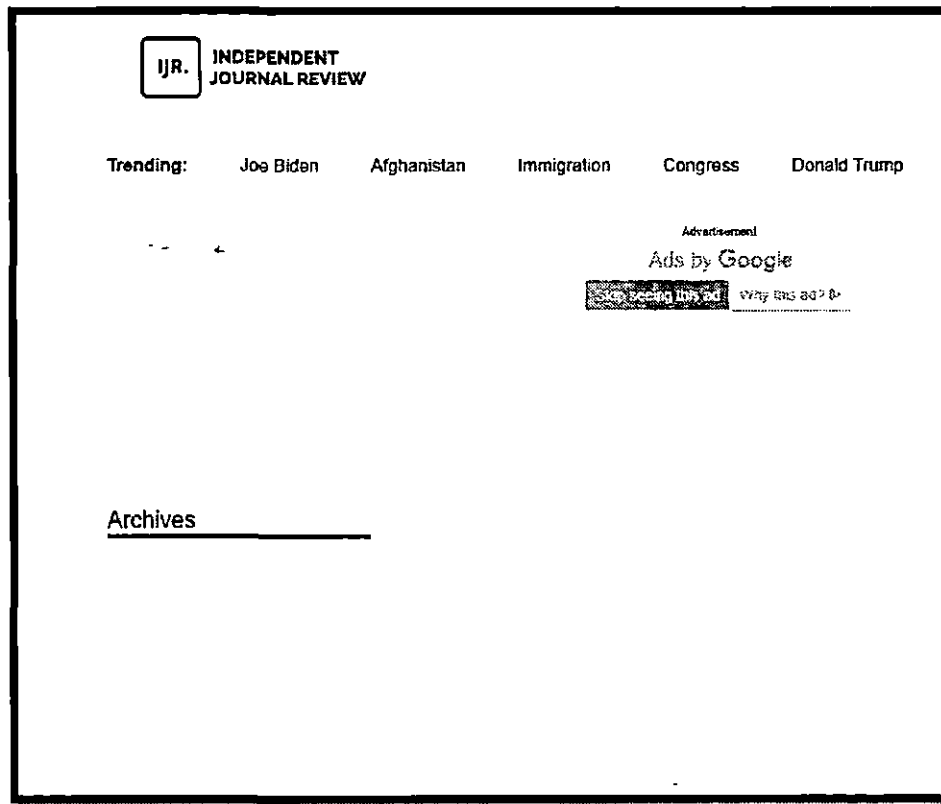 IJR. INDEPENDENT
JOURNAL REVIEW
Trending: Joe Biden Afghanistan Immigration Congress Donald Trump
Advertisement
Ads by Google
Stop seeing this ad Why this ad?
Archives